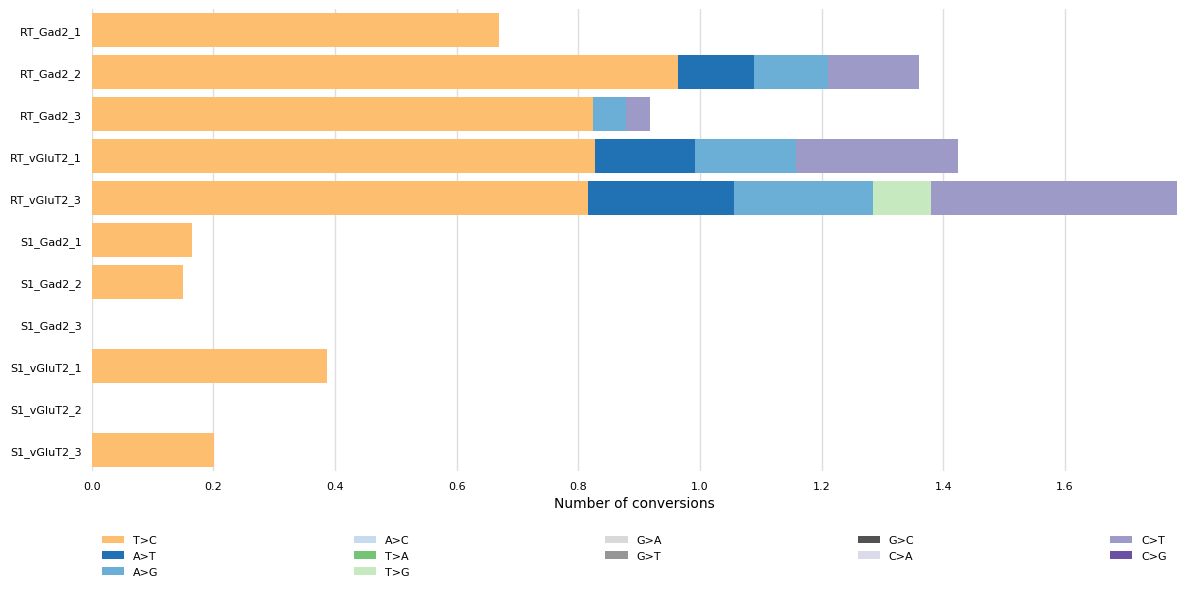 RT_Gad2_1
RT_Gad2_2
RT_Gad2_3
RT_vGluT2_1
RT_vGluT2_3
S1_Gad2_1
S1_Gad2_2
S1_Gad2_3
S1_vGluT2_1
S1_vGluT2_2
S1_vGluT2_3
0.0 0.2 0.4 0.6 0.8 1.0 1.2 1.4 1.6
Number of conversions
T>C A>C G>A G>C C>T
A>T T>A G>T C>A C>G
A>G T>G